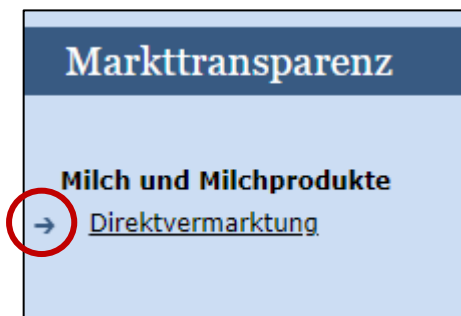 Markttransparenz
Milch und Milchprodukte
→ Direktvermarktung